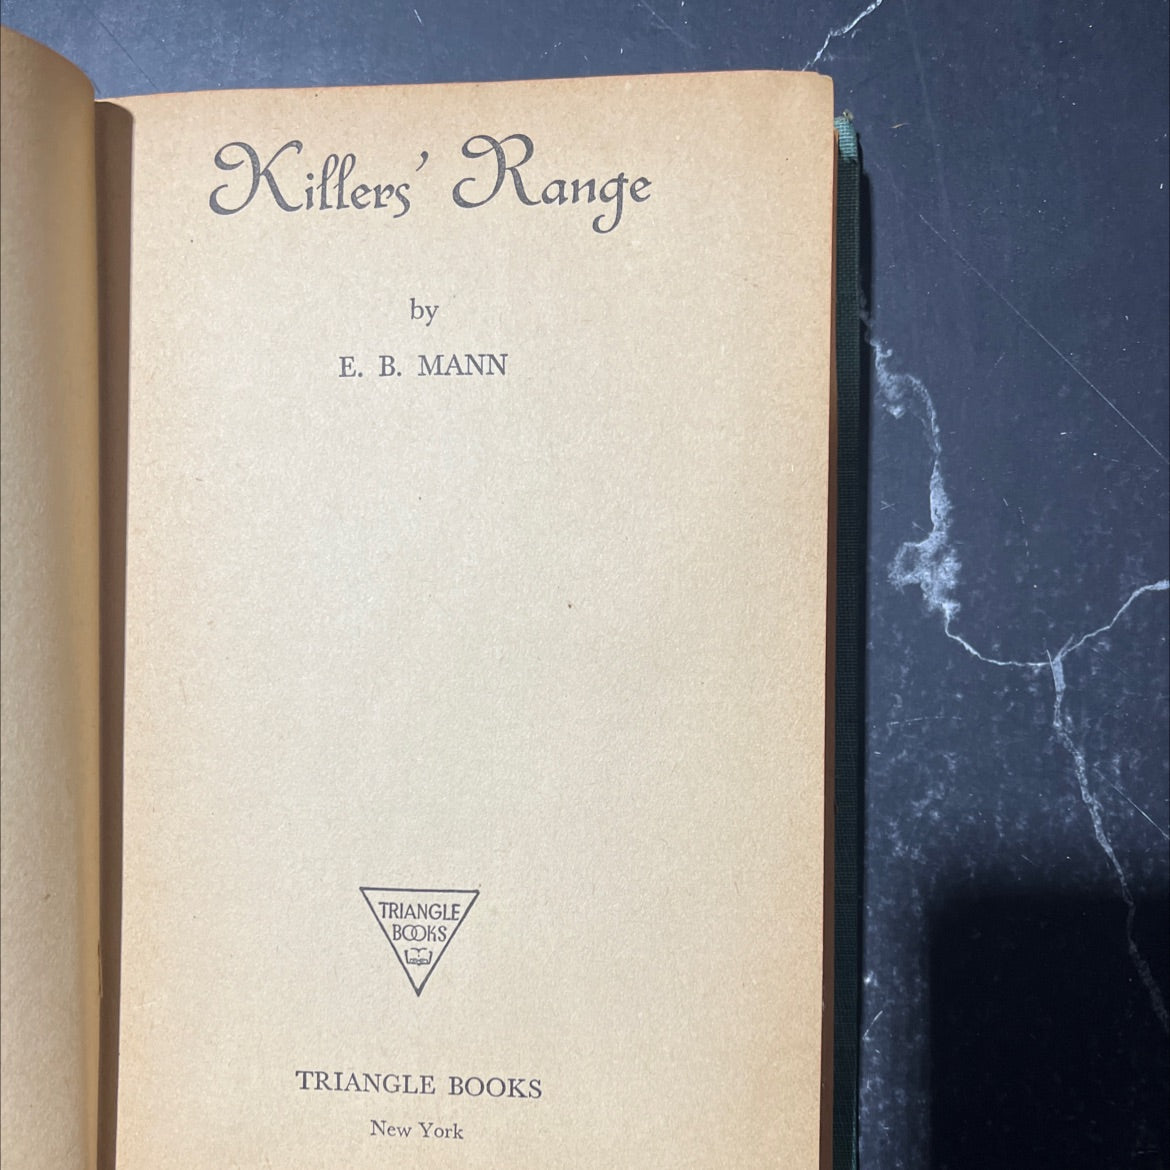 Killers' Range
by
E. B. MANN
TRIANGLE
BOOKS
TRIANGLE BOOKS
New York